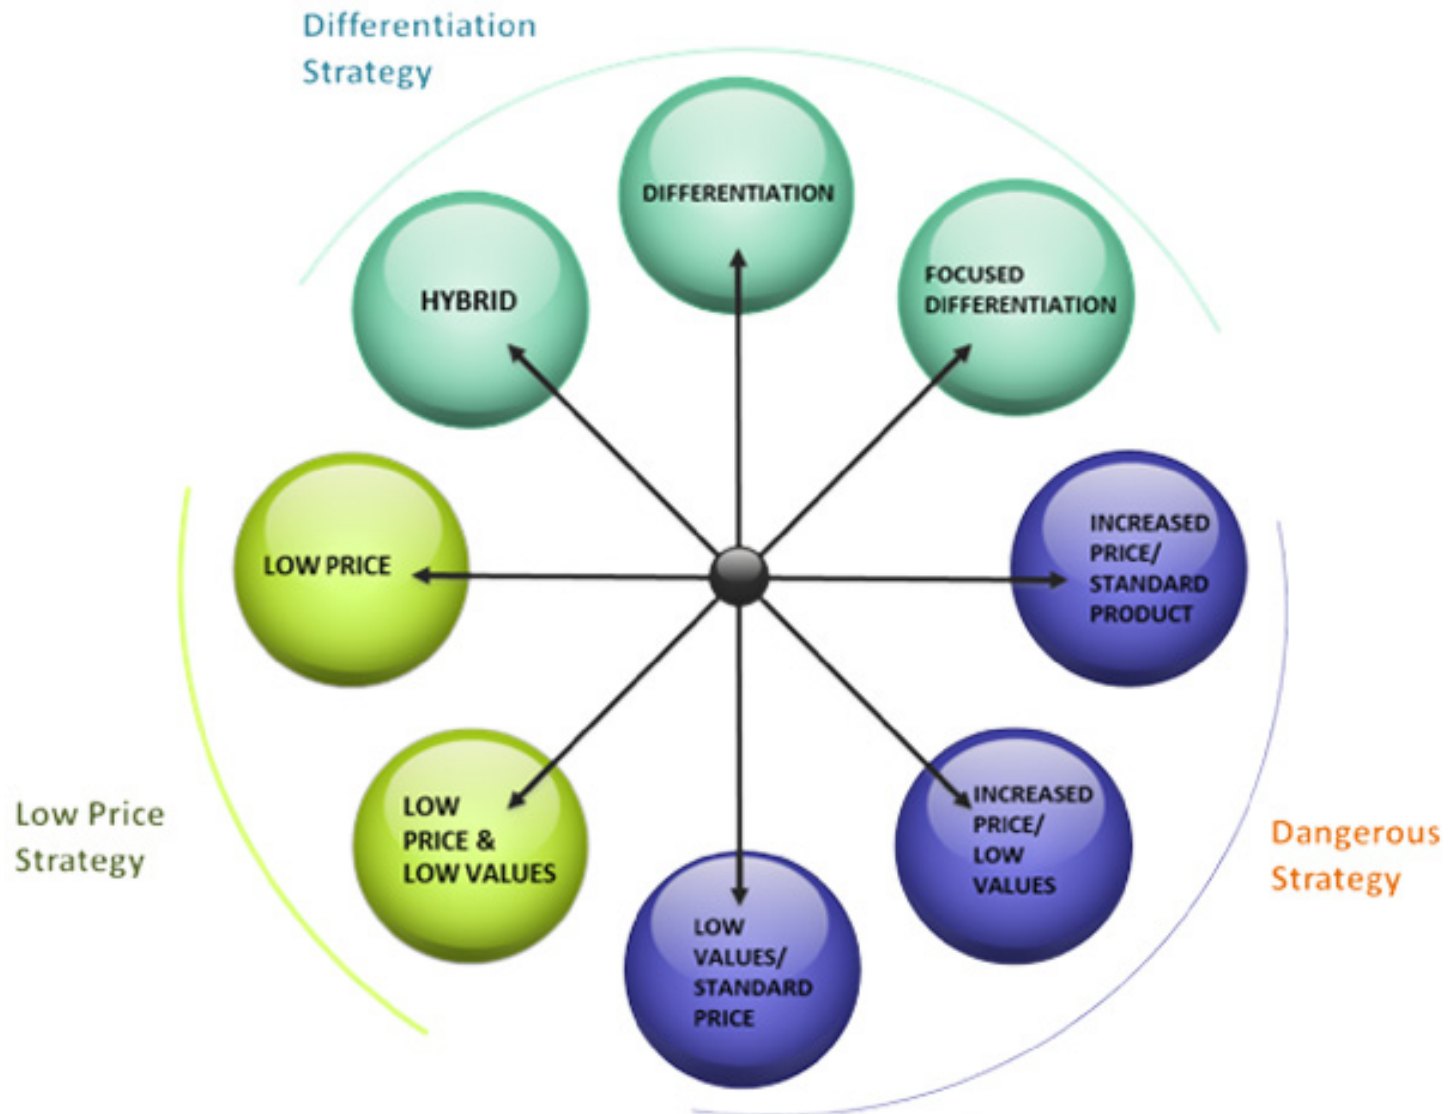 Differentiation
Strategy
DIFFERENTIATION
HYBRID
FOCUSED
DIFFERENTIATION
LOW PRICE
INCREASED
PRICE/
STANDARD
PRODUCT
Low Price
Strategy
LOW
PRICE &
LOW VALUES
INCREASED
PRICE/
LOW
VALUES
Dangerous
Strategy
LOW
VALUES/
STANDARD
PRICE